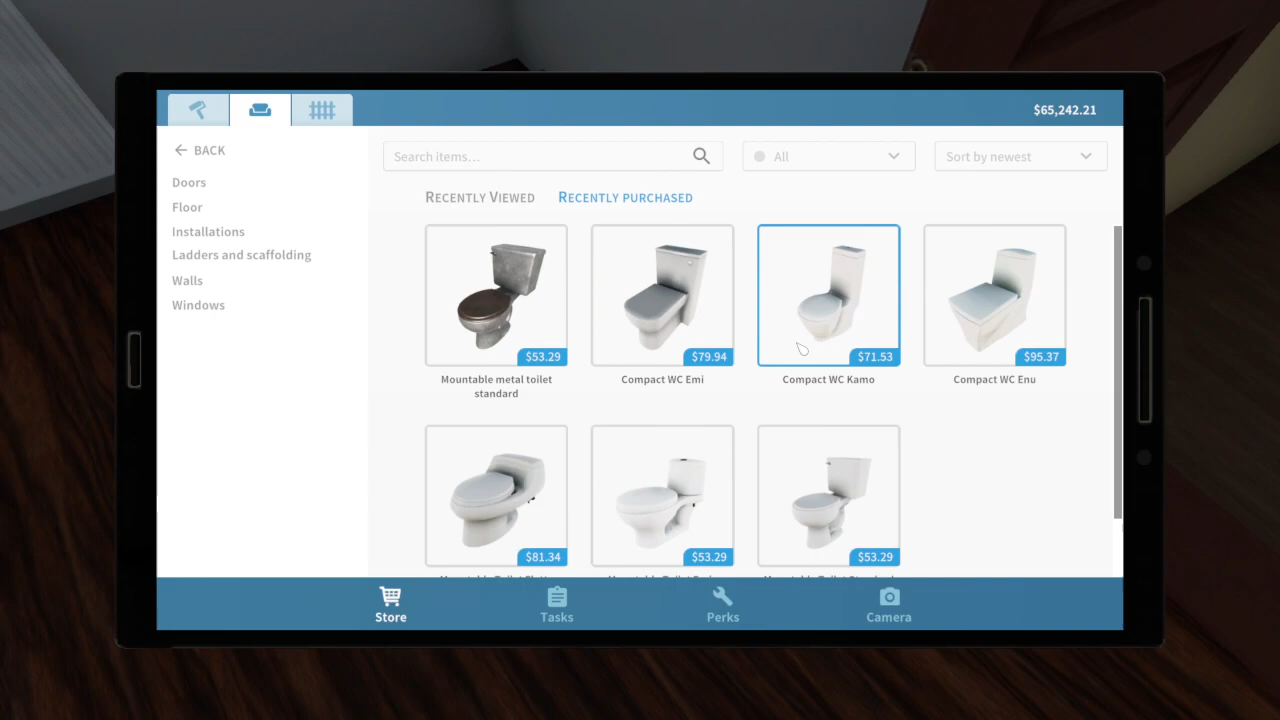 $65,242.21
BACK
Search items...
All
Sort by newest
Doors
Floor
Installations
Ladders and scaffolding
Walls
Windows
RECENTLY VIEWED
RECENTLY PURCHASED
$53.29
$79.94
$71.53
$95.37
Mountable metal toilet
standard
Compact WC Emi
Compact WC Kamo
Compact WC Enu
$81.34
$53.29
$53.29
Store
Tasks
Perks
Camera